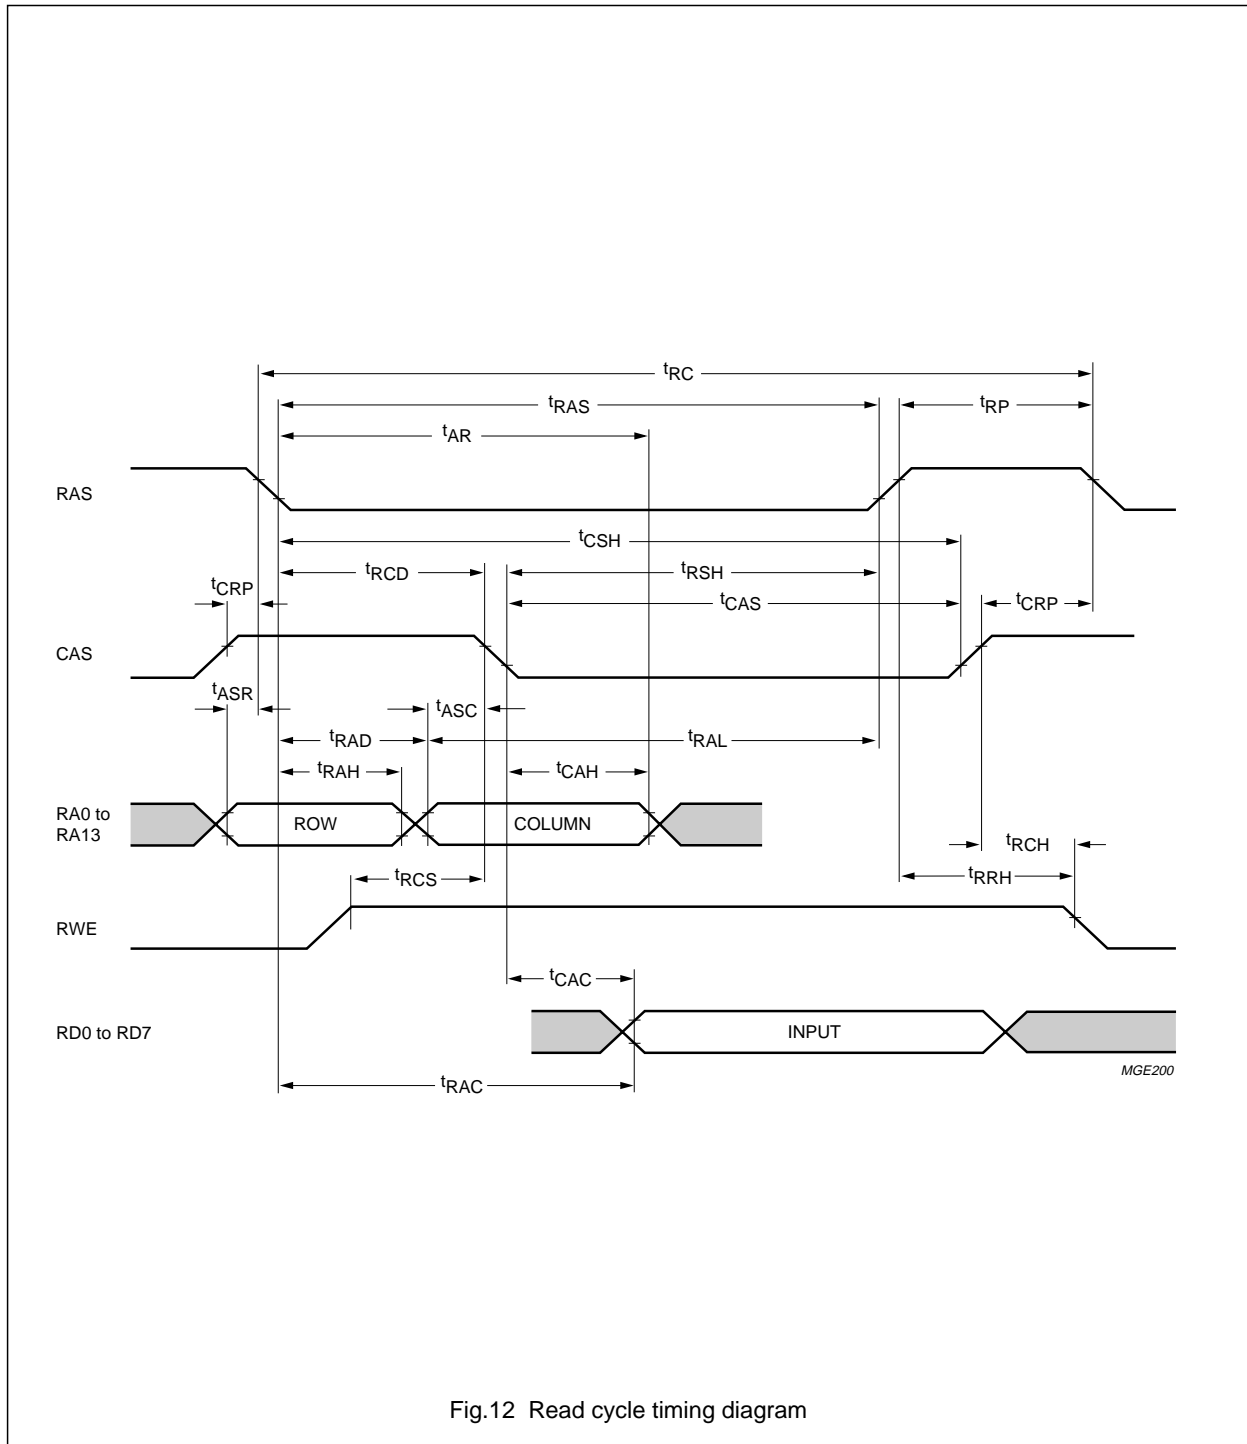 tRC
tRAS
tRP
tAR
RAS
tCSH
tRCD
tRSH
tCRP
tCAS
tCRP
CAS
tASR
tASC
tRAD
tRAL
tRAH
tCAH
RA0 to
RA13
ROW
COLUMN
tRCH
tRCS
tRRH
RWE
tCAC
RD0 to RD7
INPUT
MGE200
tRAC
Fig.12 Read cycle timing diagram